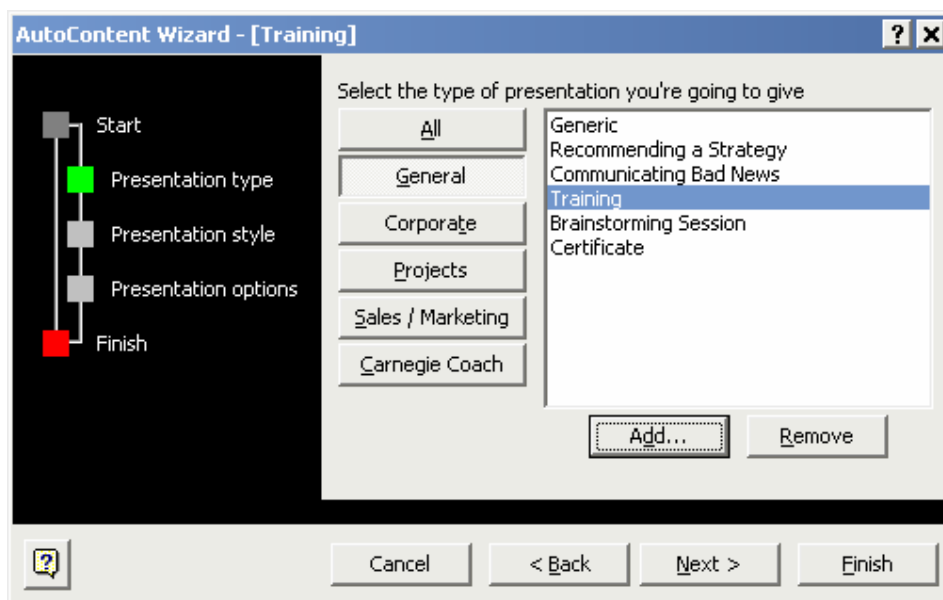 AutoContent Wizard - [Training]
? X
Select the type of presentation you're going to give
Start
Presentation type
Presentation style
Presentation options
Finish
All
General
Corporate
Projects
Sales / Marketing
Carnegie Coach
Generic
Recommending a Strategy
Communicating Bad News
Training
Brainstorming Session
Certificate
Add...
Remove
?
Cancel
< Back
Next >
Finish